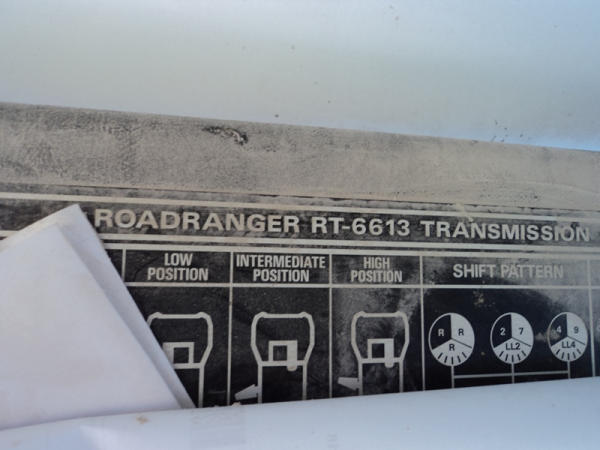 ROADRANGER RT-6613 TRANSMISSION
LOW POSITION
INTERMEDIATE POSITION
HIGH POSITION
SHIFT PATTERN
R R R
2 7 LL2
4 9 LL4